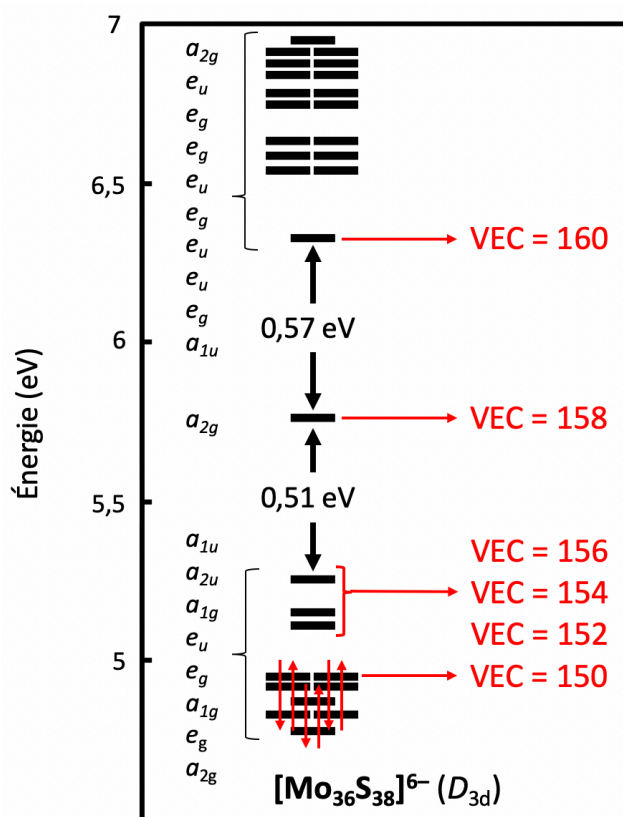 7
a2g
eu
eg
eg
6,5
eu
eg
VEC = 160
eu
eu
0,57 eV
eg
6
a1u
Énergie (eV)
a2g
VEC = 158
0,51 eV
5,5
a1u
VEC = 156
a2u
a1g
VEC = 154
eu
VEC = 152
5
eg
VEC = 150
a1g
eg
a2g
[Mo36S38]6– (D3d)